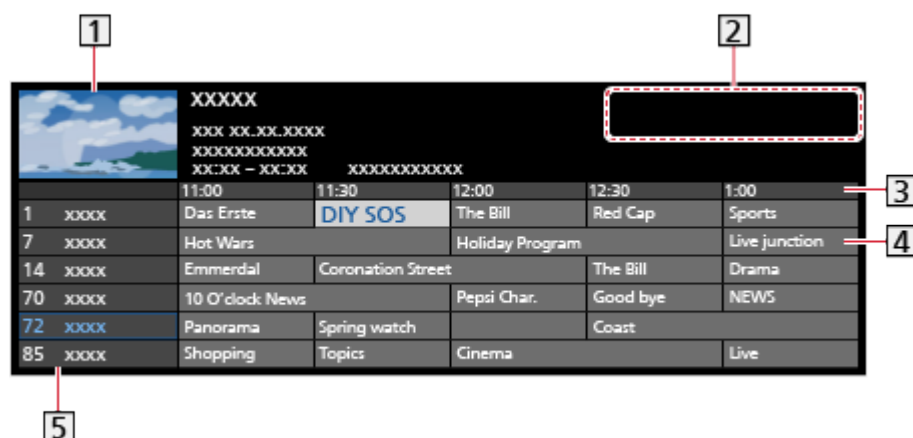 1 2
XXXXX
XXX XX.XX.XXXX
XXXXXXXXXXX
XX:XX – XX:XX XXXXXXXXXXX
11:00 11:30 12:00 12:30 1:00 3
1 XXXX Das Erste DIY SOS The Bill Red Cap Sports
7 XXXX Hot Wars Holiday Program Live junction 4
14 XXXX Emmerdal Coronation Street The Bill Drama
70 XXXX 10 O'clock News Pepsi Char. Good bye NEWS
72 XXXX Panorama Spring watch Coast
85 XXXX Shopping Topics Cinema Live
5